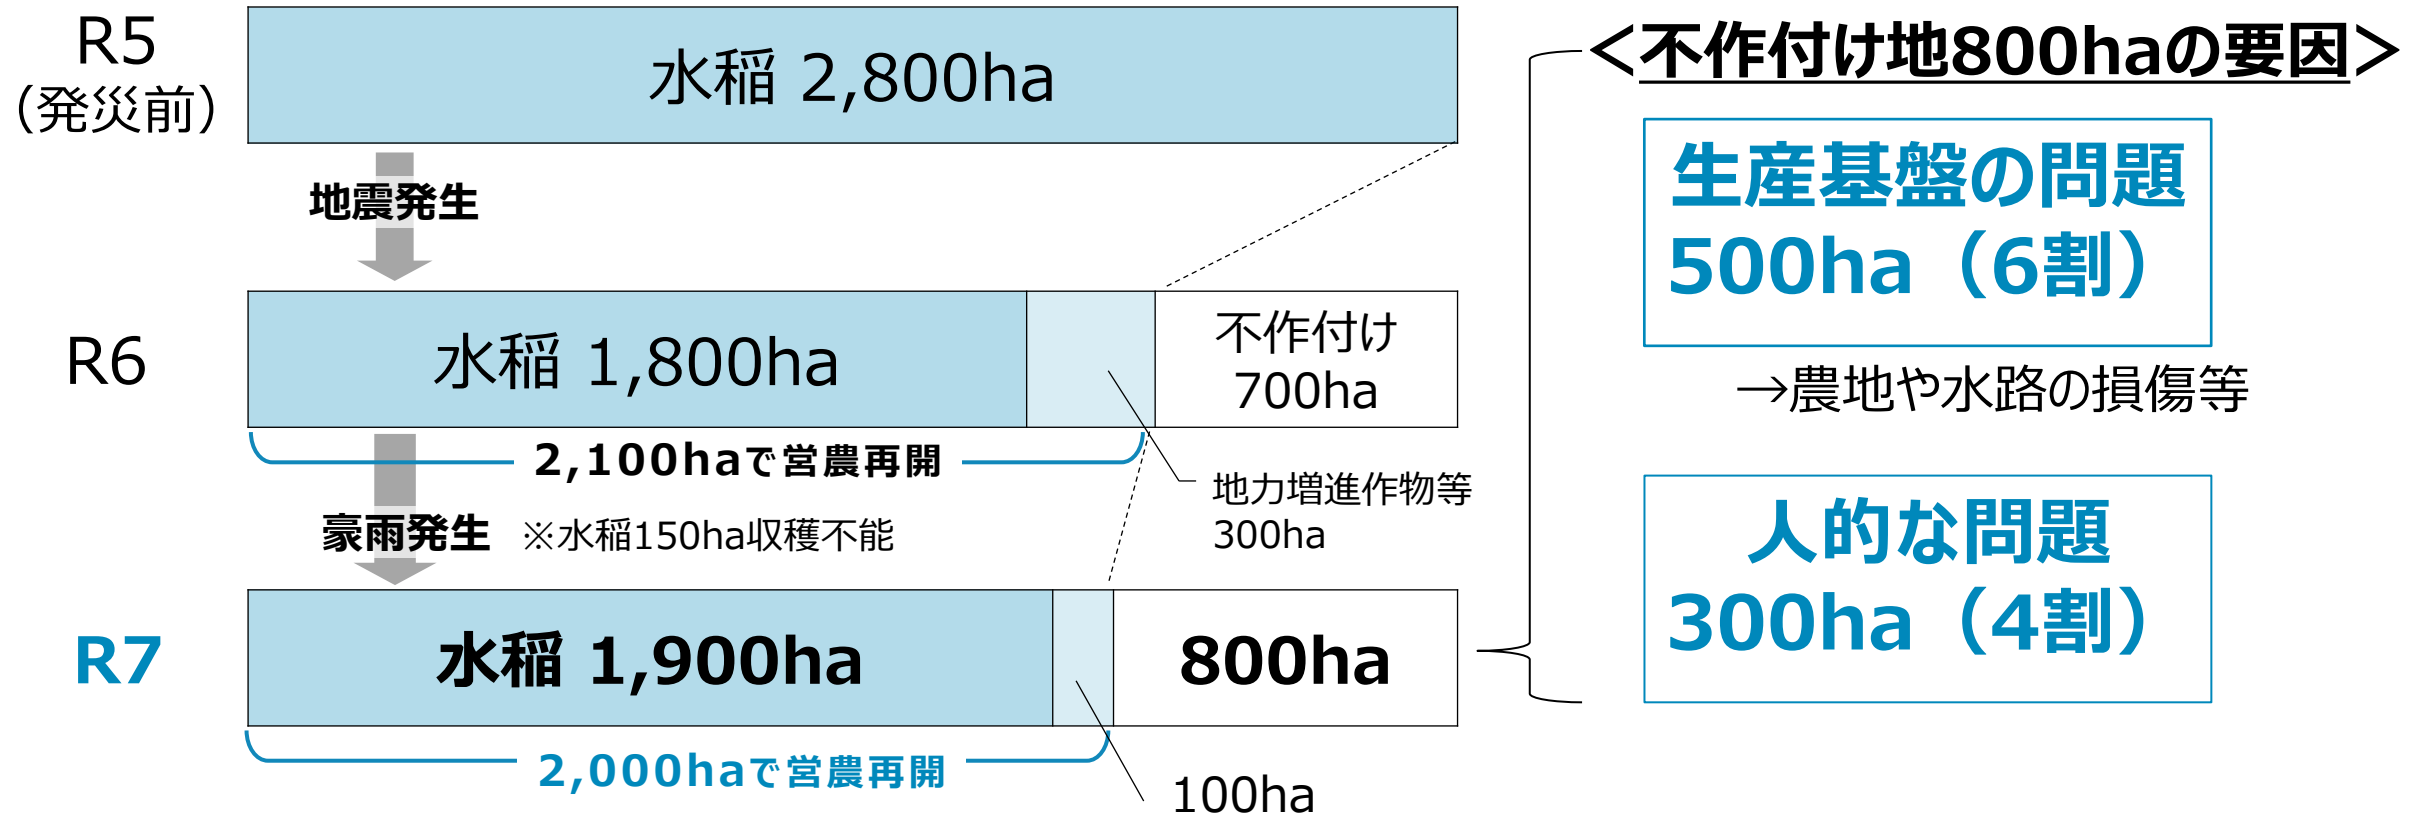 R5
（発災前）
水稲 2,800ha
地震発生
R6
水稲 1,800ha
不作付け
700ha
2,100haで営農再開
地力増進作物等
300ha
豪雨発生
※水稲150ha収穫不能
R7
水稲 1,900ha
800ha
2,000haで営農再開
100ha
＜不作付け地800haの要因＞
生産基盤の問題
500ha（6割）
→農地や水路の損傷等
人的な問題
300ha（4割）